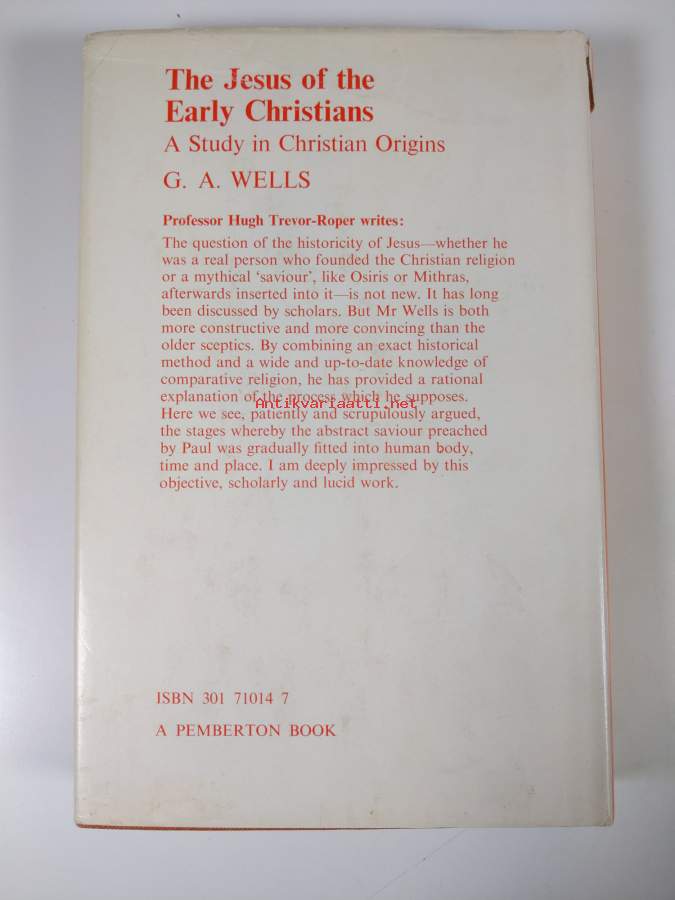 The Jesus of the
Early Christians
A Study in Christian Origins
G. A. WELLS
Professor Hugh Trevor-Roper writes:
The question of the historicity of Jesus—whether he
was a real person who founded the Christian religion
or a mythical ‘saviour’, like Osiris or Mithras,
afterwards inserted into it—is not new. It has long
been discussed by scholars. But Mr Wells is both
more constructive and more convincing than the
older sceptics. By combining an exact historical
method and a wide and up-to-date knowledge of
comparative religion, he has provided a rational
explanation of the process which he supposes.
Antikvariaatti.net
Here we see, patiently and scrupulously argued,
the stages whereby the abstract saviour preached
by Paul was gradually fitted into human body,
time and place. I am deeply impressed by this
objective, scholarly and lucid work.
ISBN 301 71014 7
A PEMBERTON BOOK